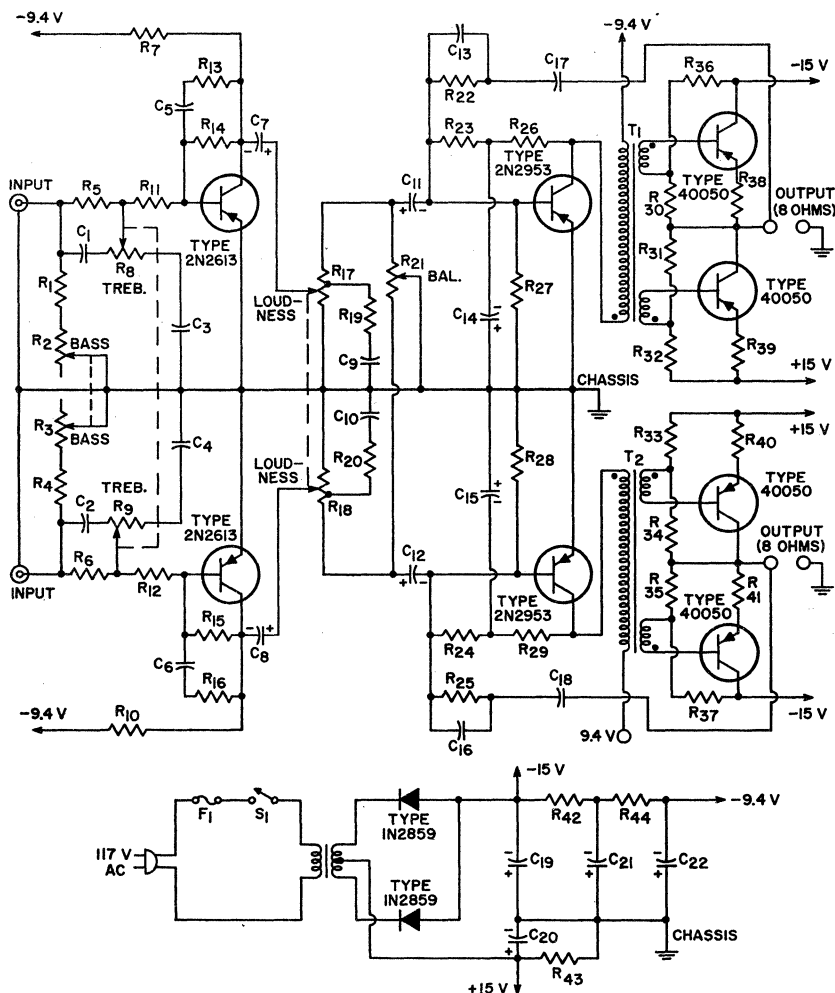 -9.4 V
R7
R13
C5
R14
C7
- +
INPUT
R5
R11
TYPE
2N2613
C1
R8
TREB.
R1
R2
BASS
C3
R3
BASS
C4
R4
C2
R9
TREB.
TYPE
2N2613
INPUT
R6
R12
R15
C6
R16
- +
C8
-9.4 V
R10
LOUD-
NESS
R17
R19
C9
C10
R20
LOUD-
NESS
R18
R21
BAL.
C11
+ -
C12
+ -
C13
R22
C17
R23
R26
TYPE
2N2953
R27
C14
-
+
CHASSIS
R28
C15
+
-
TYPE
2N2953
R24
R29
R25
C18
C16
9.4 V
-9.4 V
T1
R36
-15 V
TYPE
40050
R38
R
30
OUTPUT
(8 OHMS)
R31
TYPE
40050
R32
R39
+15 V
+15 V
R33
R40
T2
TYPE
40050
R
34
OUTPUT
(8 OHMS)
R
35
TYPE
40050
R
41
R37
-15 V
-15 V
F1
S1
TYPE
1N2859
R42
R44
-9.4 V
117 V
AC
TYPE
1N2859
-
+
C19
-
+
C21
-
+
C22
-
+
C20
CHASSIS
R43
+15 V